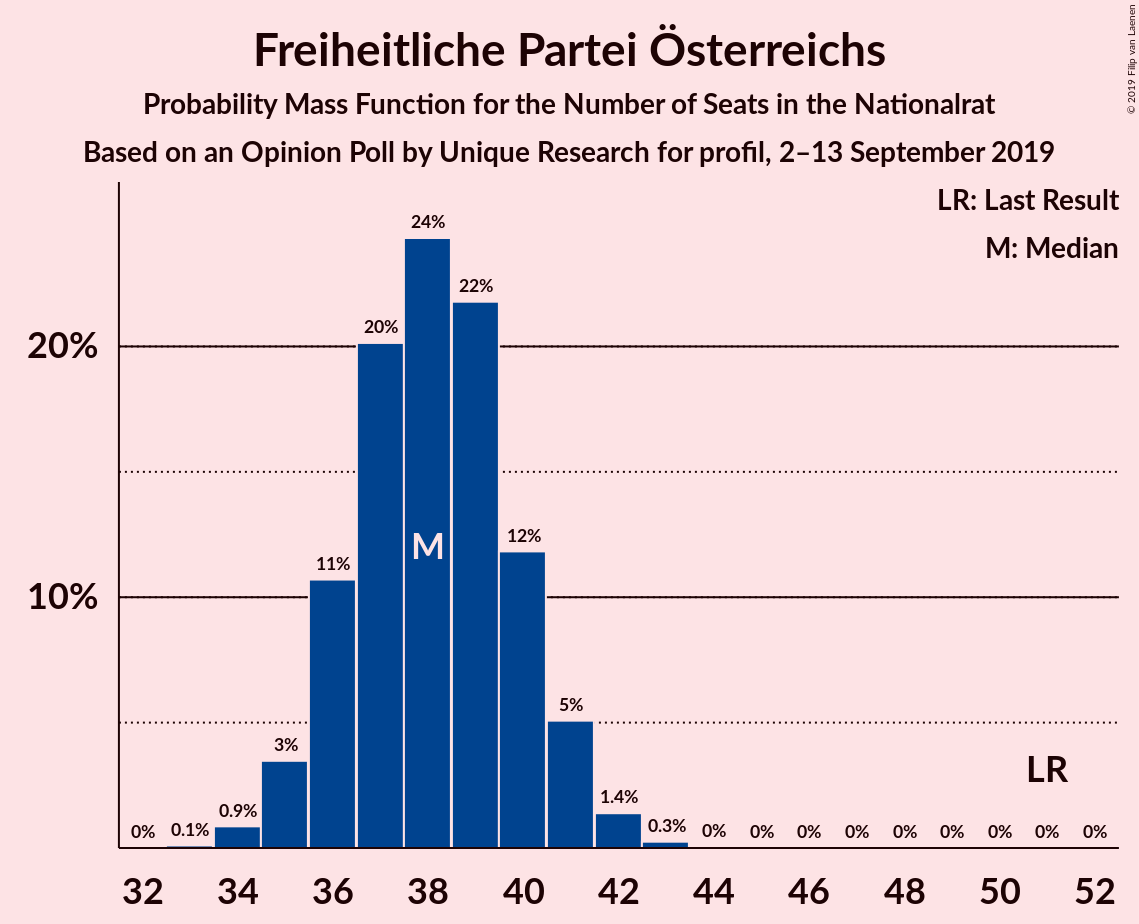 Freiheitliche Partei Österreichs
Probability Mass Function for the Number of Seats in the Nationalrat
Based on an Opinion Poll by Unique Research for profil, 2–13 September 2019
© 2019 Filip van Laenen
LR: Last Result
M: Median
20%
10%
0%
0.1%
0.9%
3%
11%
20%
24%
22%
12%
5%
1.4%
0.3%
0%
0%
0%
0%
0%
0%
0%
0%
0%
M
LR
32 34 36 38 40 42 44 46 48 50 52